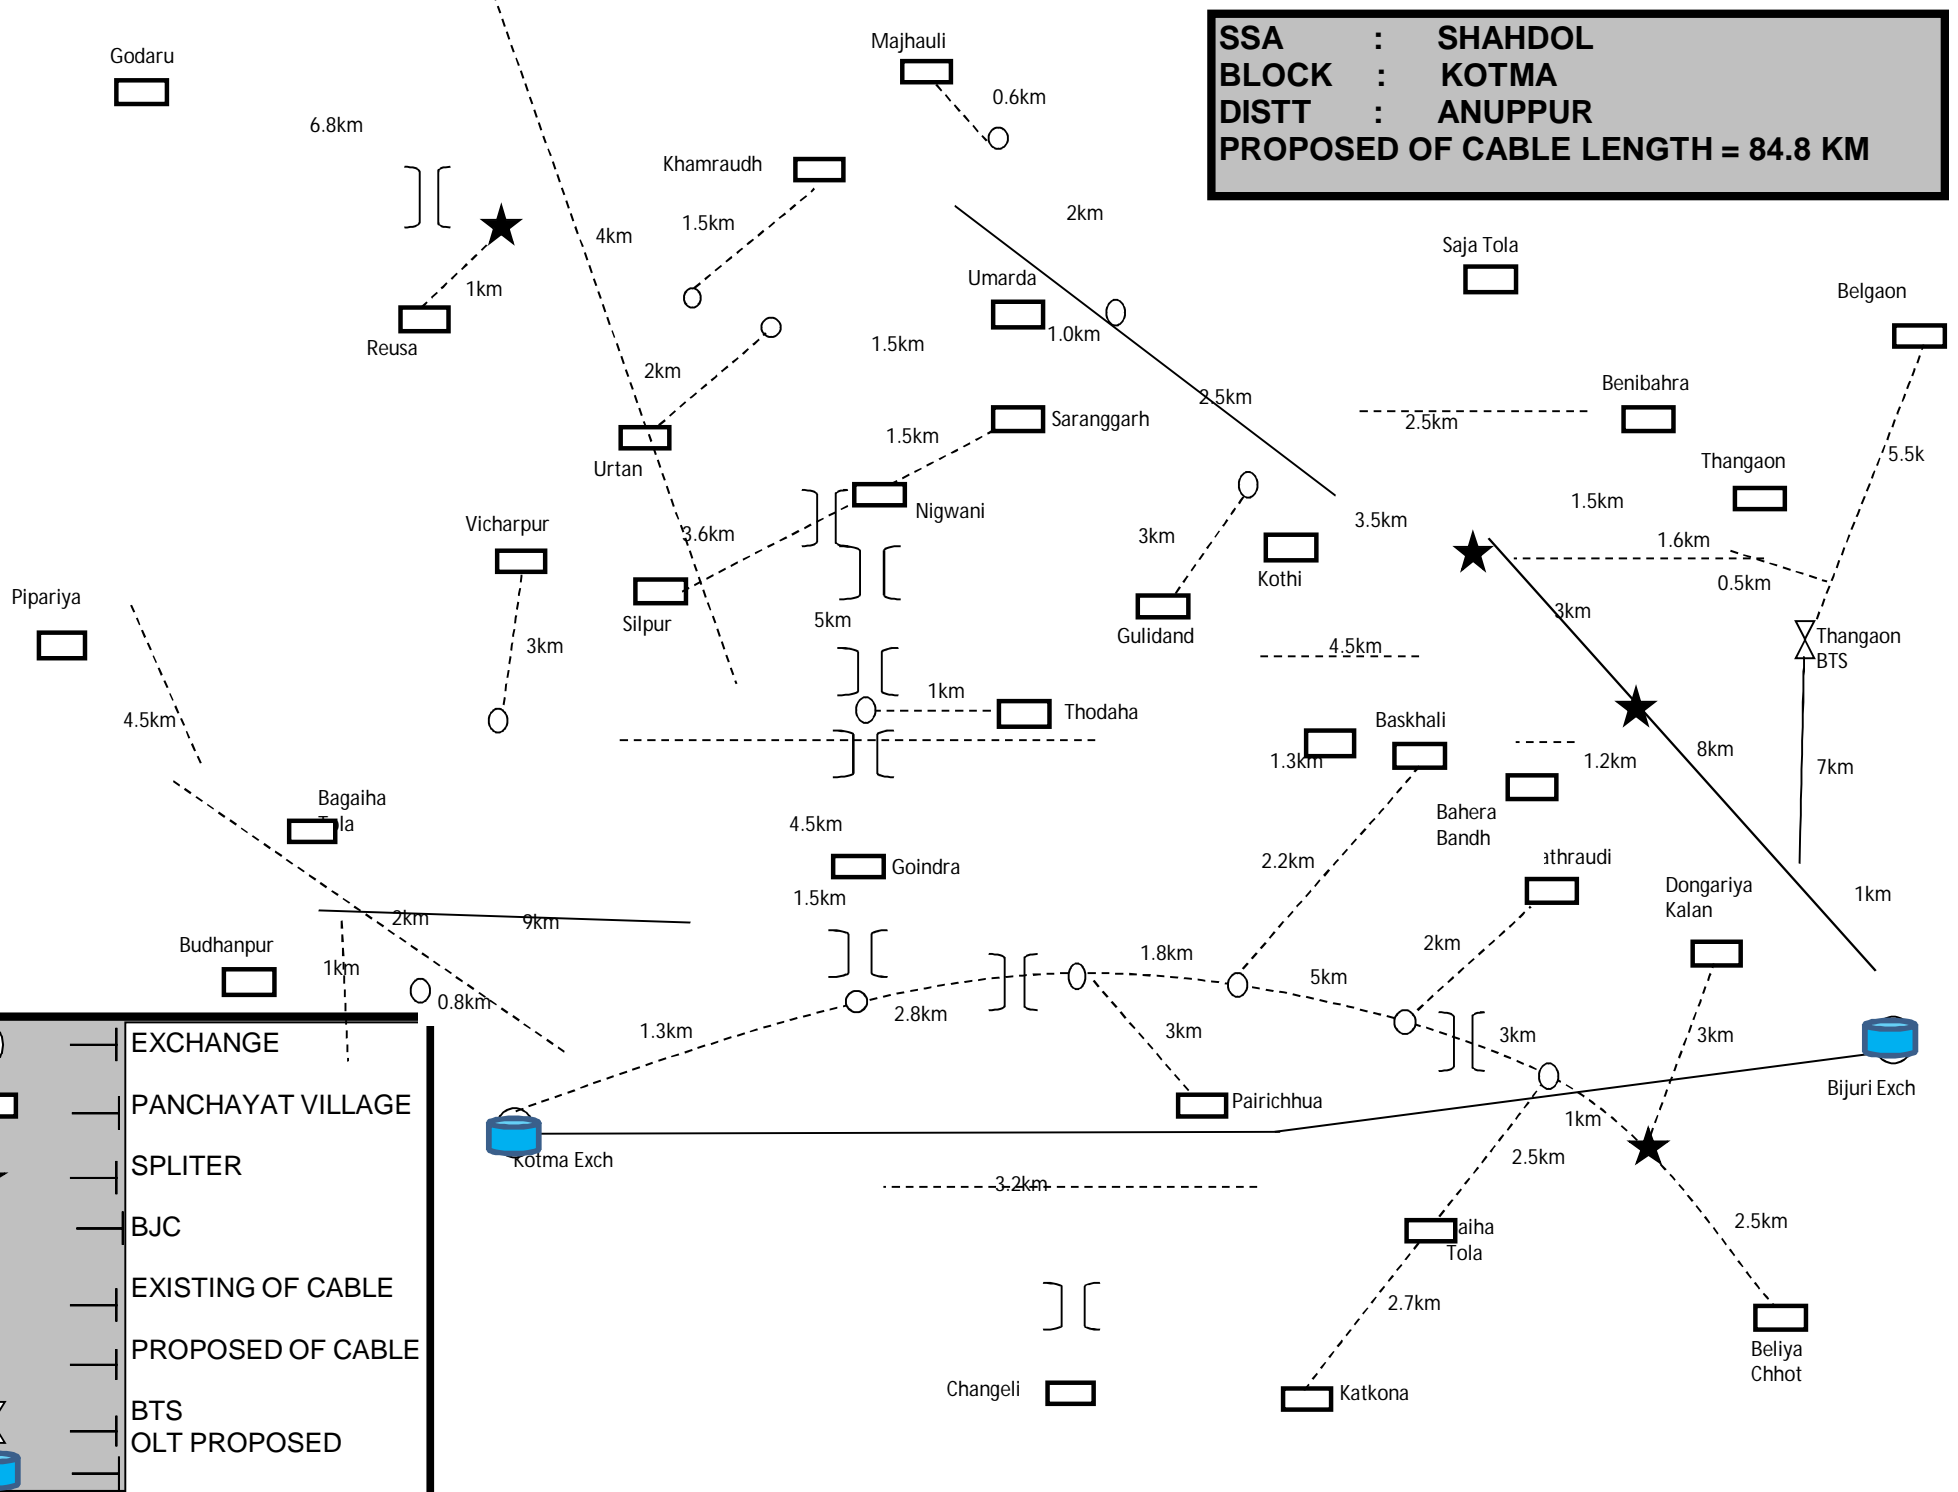 SSA : SHAHDOL
BLOCK : KOTMA
DISTT : ANUPPUR
PROPOSED OF CABLE LENGTH = 84.8 KM
Godaru
Majhauli
0.6km
6.8km
Khamraudh
1.5km
4km
2km
Saja Tola
1km
Umarda
Belgaon
Reusa
1.5km
1.0km
2km
2.5km
Benibahra
2.5km
Saranggarh
1.5km
Urtan
5.5k
Thangaon
1.5km
Nigwani
3.5km
Vicharpur
3.6km
3km
1.6km
Kothi
0.5km
Pipariya
Silpur
5km
3km
Gulidand
Thangaon
BTS
3km
4.5km
1km
Thodaha
4.5km
Baskhali
1.3km
1.2km
8km
7km
Bagaiha
Bahera
Bandh
4.5km
Goindra
2.2km
athraudi
1.5km
Dongariya
Kalan
1km
2km
9km
Budhanpur
1km
0.8km
1.8km
2km
5km
1.3km
2.8km
3km
3km
3km
Pairichhua
Bijuri Exch
Kotma Exch
1km
2.5km
3.2km
aiha
Tola
2.5km
2.7km
Changeli
Katkona
Beliya
Chhot
EXCHANGE
PANCHAYAT VILLAGE
SPLITER
BJC
EXISTING OF CABLE
PROPOSED OF CABLE
BTS
OLT PROPOSED